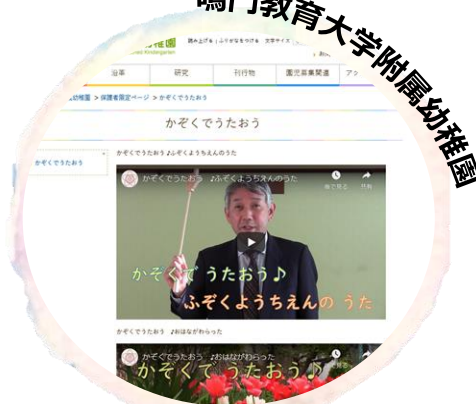 鳴門教育大学附属幼稚園
稚園
ed Kindergarten
読み上げる | ふりがなをつける 文字サイズ
沿革 研究 刊行物 園児募集関連 アク
幼稚園 > 保護者限定ページ > かぞくでうたおう
かぞくでうたおう
かぞくでうたおう
かぞくでうたおう ♪ふぞくようちえんのうた
かぞくでうたおう ♪ふぞくようちえんのうた
後で見る 共有
かぞくで うたおう♪
ふぞくようちえんの うた
かぞくでうたおう ♪おはながわらった
かぞくでうたおう ♪おはながわらった
かぞくで うたおう♪